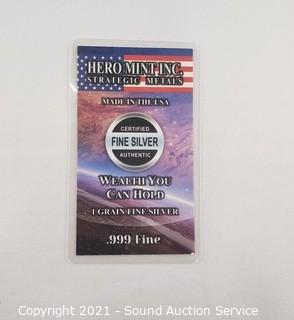 HERO MINT INC.
STRATEGIC METALS
MADE IN THE USA
CERTIFIED
FINE SILVER
AUTHENTIC
WEALTH YOU
CAN HOLD
1 GRAIN FINE SILVER
.999 Fine
Copyright 2021 - Sound Auction Service